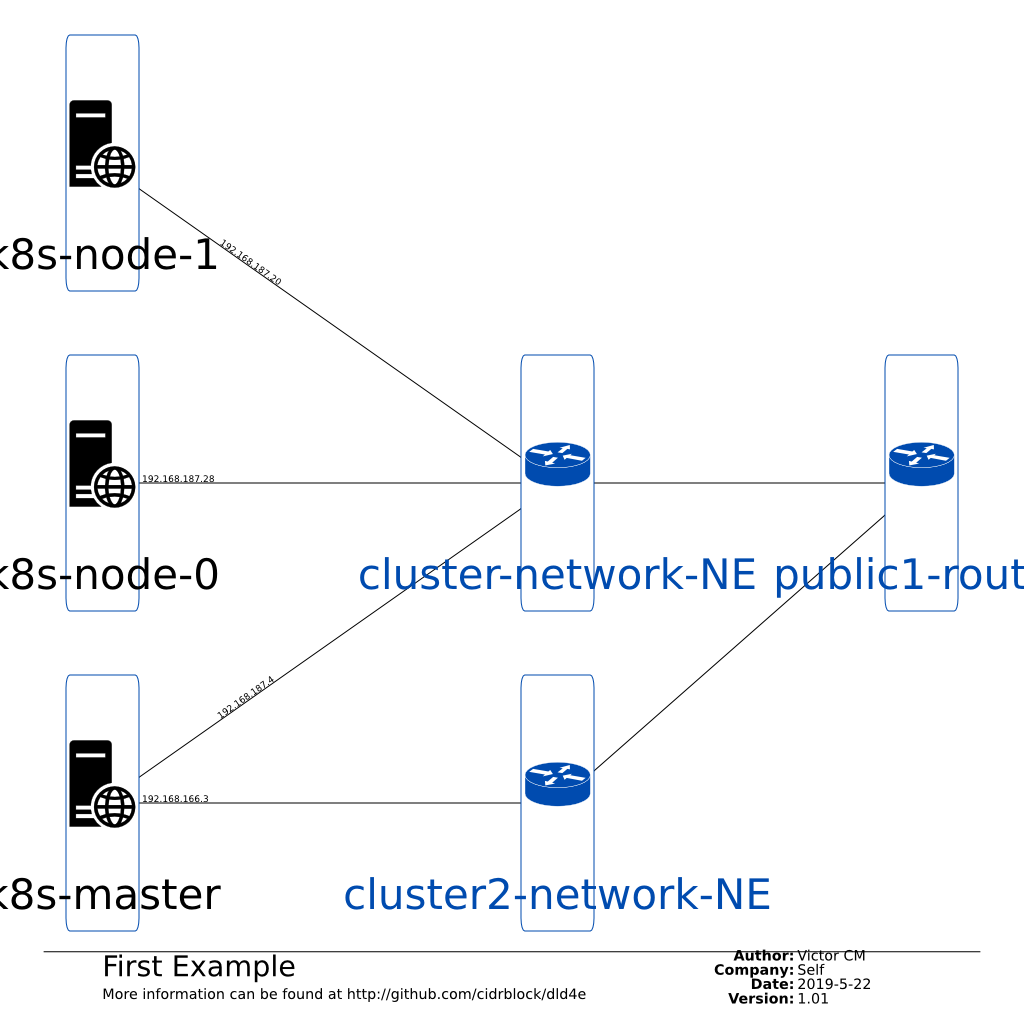 192.168.187.20
k8s-node-1
192.168.187.28
k8s-node-0
cluster-network-NE
public1-rout
192.168.187.4
192.168.166.3
k8s-master
cluster2-network-NE
First Example
More information can be found at http://github.com/cidrblock/dld4e
Author: Victor CM
Company: Self
Date: 2019-5-22
Version: 1.01